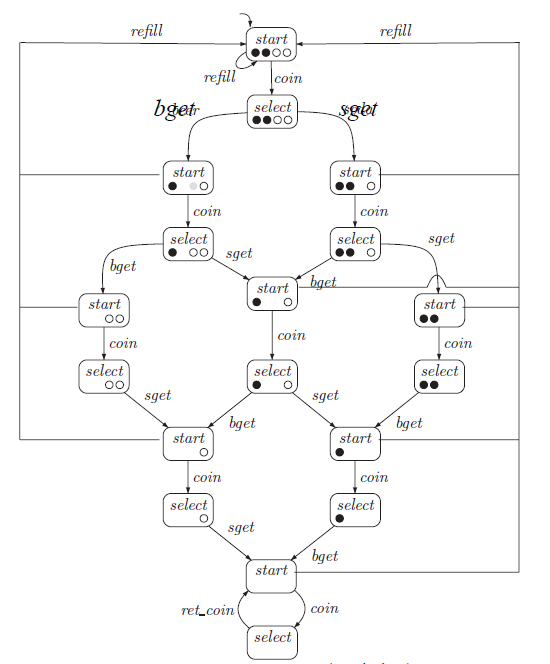 refill refill
start
refill coin
select
bget sget
start start
coin coin
select select
sget sget
bget bget
start
start start
coin coin coin
select select select
sget sget
bget bget
start start
coin coin
select select
sget bget
start
ret_coin coin
select